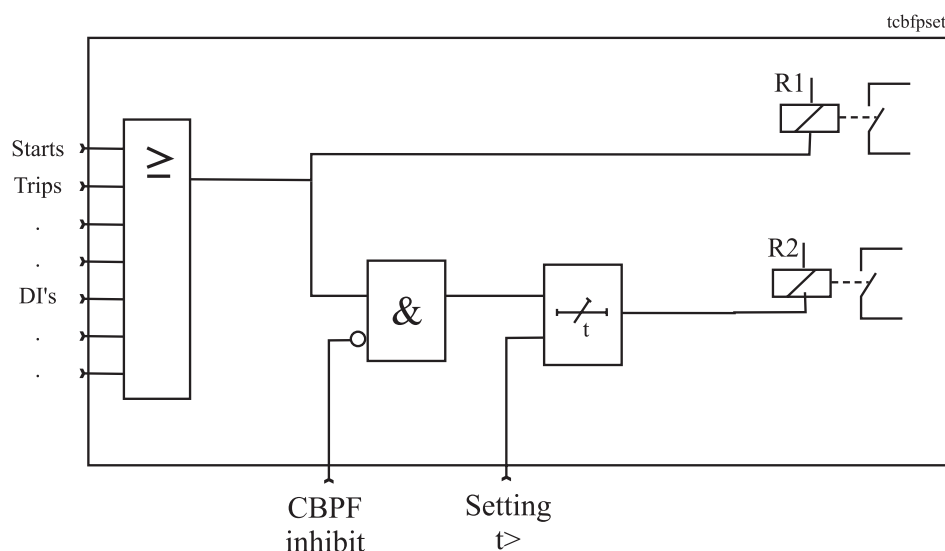 tcbfpset
R1
Starts
≥
Trips
.
.
R2
DI's
&
t
.
.
CBPF
inhibit
Setting
t>